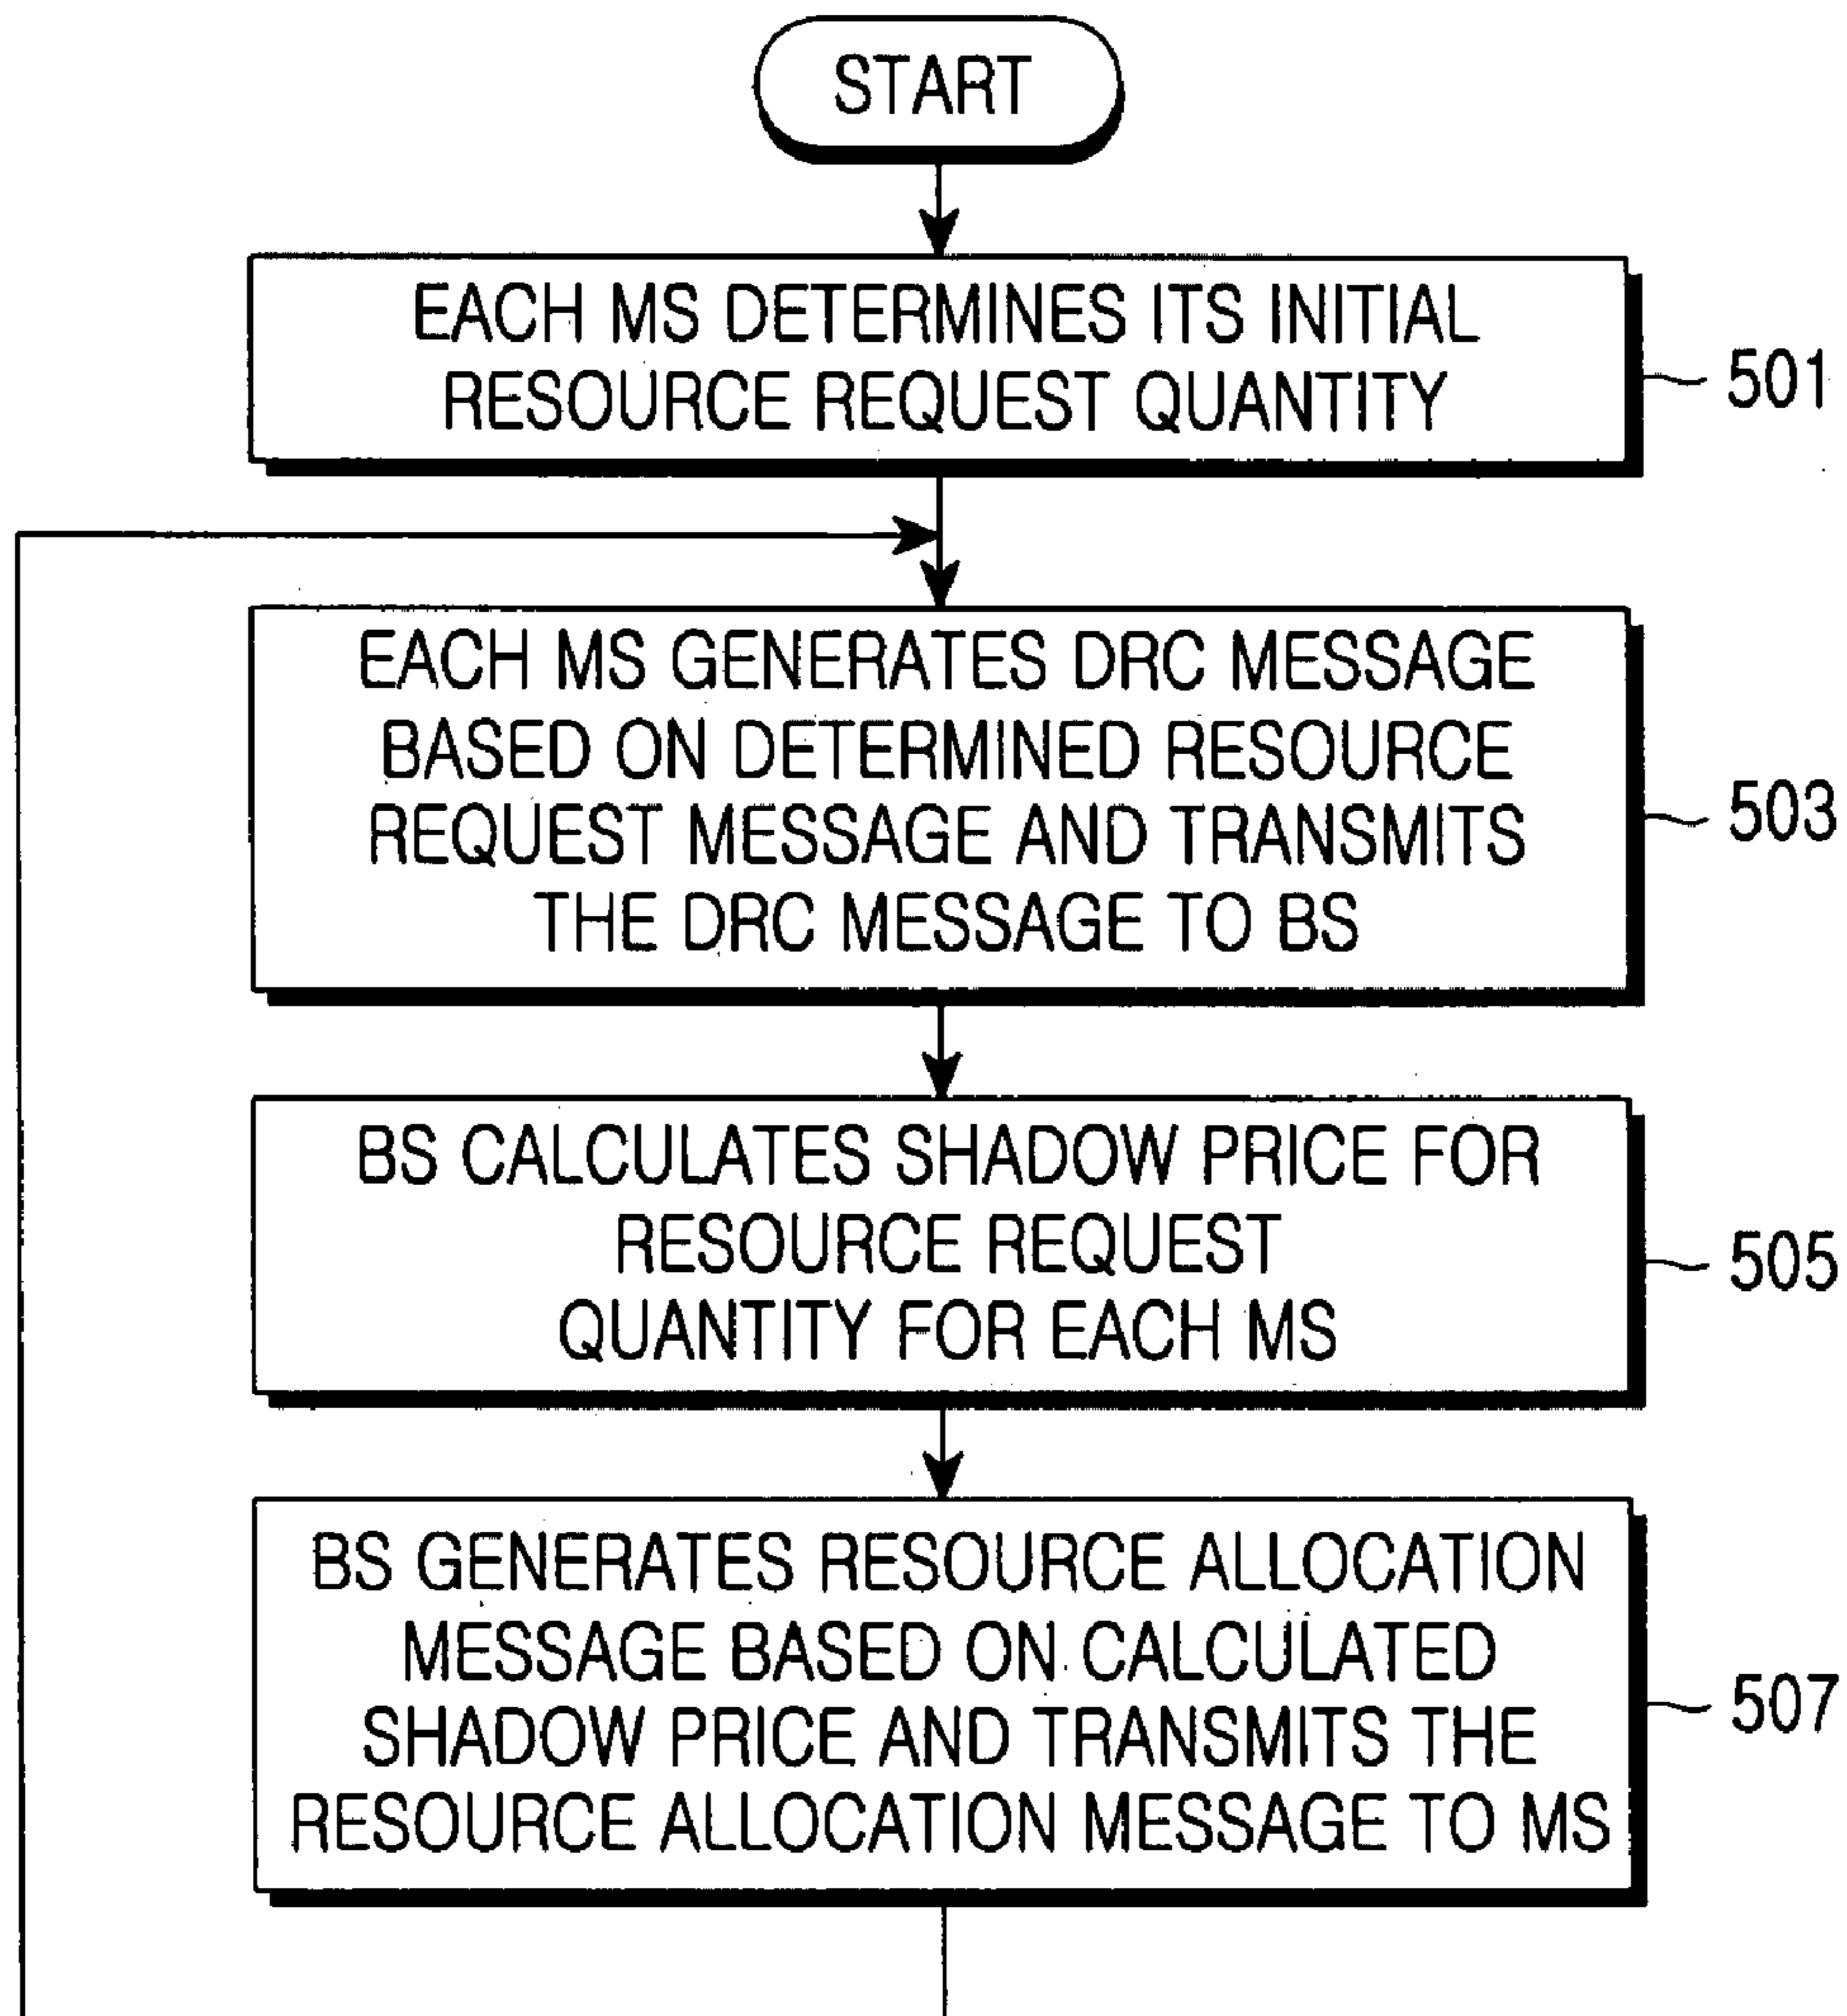 START
EACH MS DETERMINES ITS INITIAL
RESOURCE REQUEST QUANTITY
501
EACH MS GENERATES DRC MESSAGE
BASED ON DETERMINED RESOURCE
REQUEST MESSAGE AND TRANSMITS
THE DRC MESSAGE TO BS
503
BS CALCULATES SHADOW PRICE FOR
RESOURCE REQUEST
QUANTITY FOR EACH MS
505
BS GENERATES RESOURCE ALLOCATION
MESSAGE BASED ON CALCULATED
SHADOW PRICE AND TRANSMITS THE
RESOURCE ALLOCATION MESSAGE TO MS
507